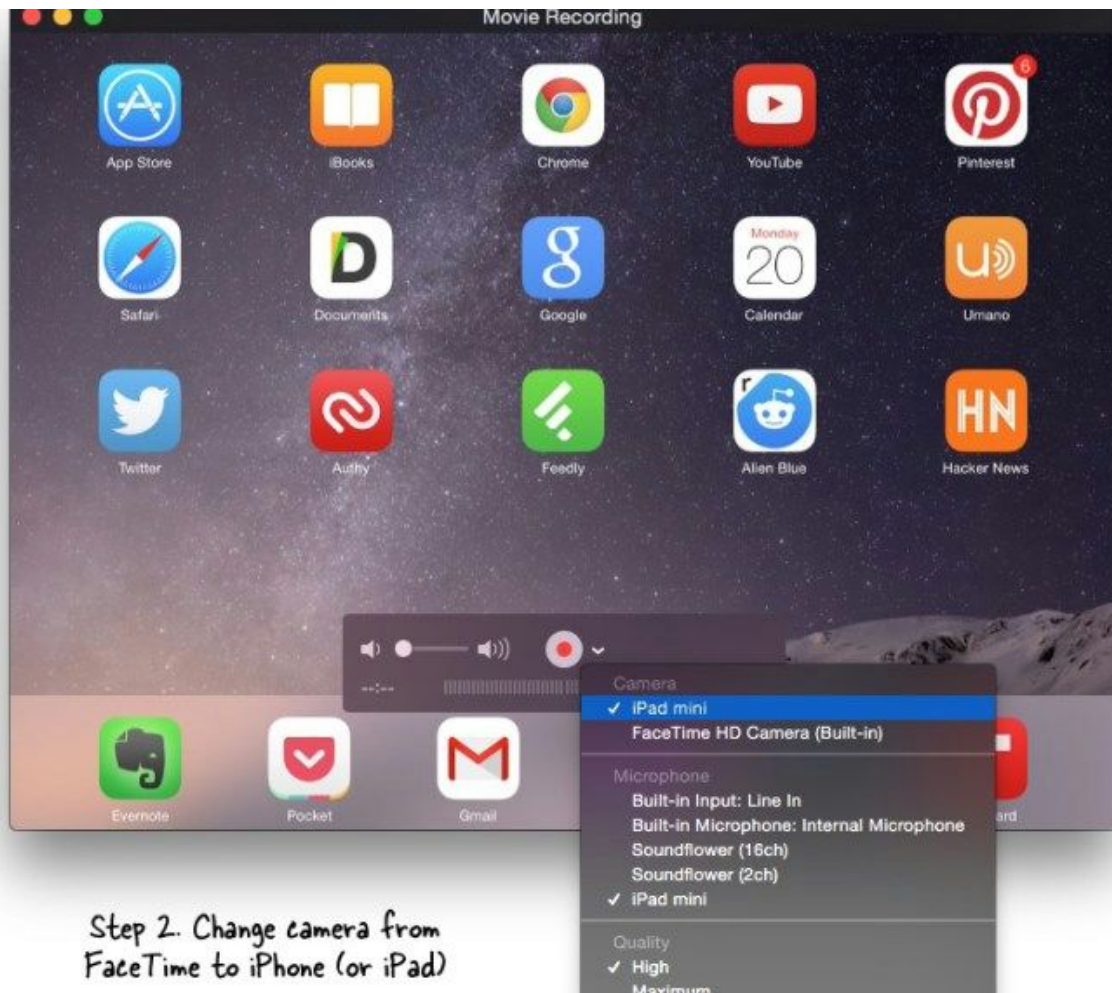 Movie Recording
6
App Store
iBooks
Chrome
YouTube
Pinterest
Monday
20
Safari
Documents
Google
Calendar
Umano
HN
Twitter
Authy
Feedly
Alien Blue
Hacker News
--:--
Camera
✓ iPad mini
FaceTime HD Camera (Built-in)
Microphone
Built-in Input: Line In
Built-in Microphone: Internal Microphone
Soundflower (16ch)
Soundflower (2ch)
✓ iPad mini
Quality
✓ High
Maximum
Evernote
Pocket
Gmail
ard
Step 2. Change camera from
FaceTime to iPhone (or iPad)